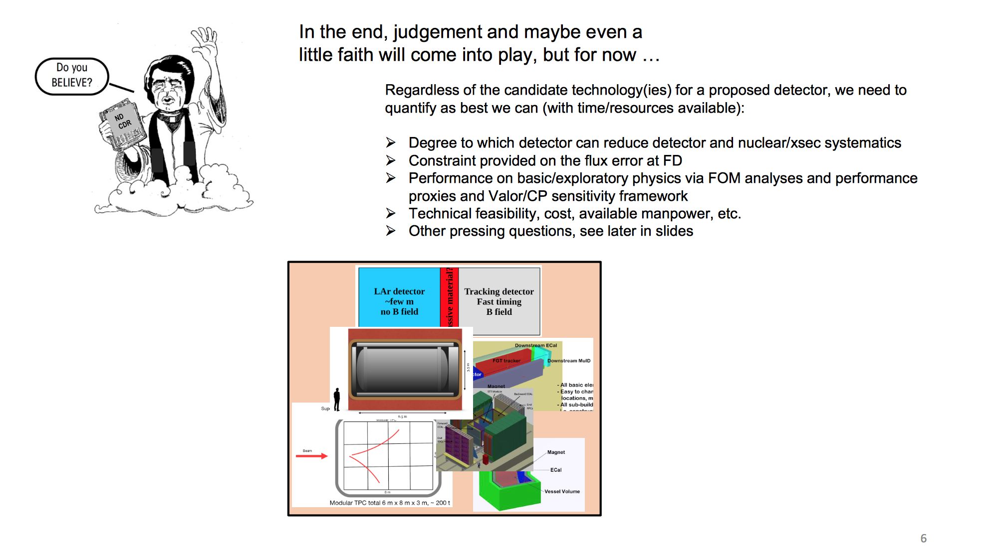 In the end, judgement and maybe even a
little faith will come into play, but for now …
Do you
BELIEVE?
ND
CDR
Regardless of the candidate technology(ies) for a proposed detector, we need to
quantify as best we can (with time/resources available):
➢ Degree to which detector can reduce detector and nuclear/xsec systematics
➢ Constraint provided on the flux error at FD
➢ Performance on basic/exploratory physics via FOM analyses and performance
proxies and Valor/CP sensitivity framework
➢ Technical feasibility, cost, available manpower, etc.
➢ Other pressing questions, see later in slides
LAr detector
~few m
no B field
assive material?
Tracking detector
Fast timing
B field
3-5 m
6.5 m
Downstream ECal
FGT tracker
Downstream MuID
ctor
Magnet
- All basic eler
- Easy to chan
locations, m
- All sub-build
STT Module
Backward ECAL
End
RPCs
Forward
ECAL
End
RPCs
Sup
Modular TPC
Beam
8 m
Modular TPC total 6 m x 8 m x 3 m, ~ 200 t
Magnet
ECal
Vessel Volume
6